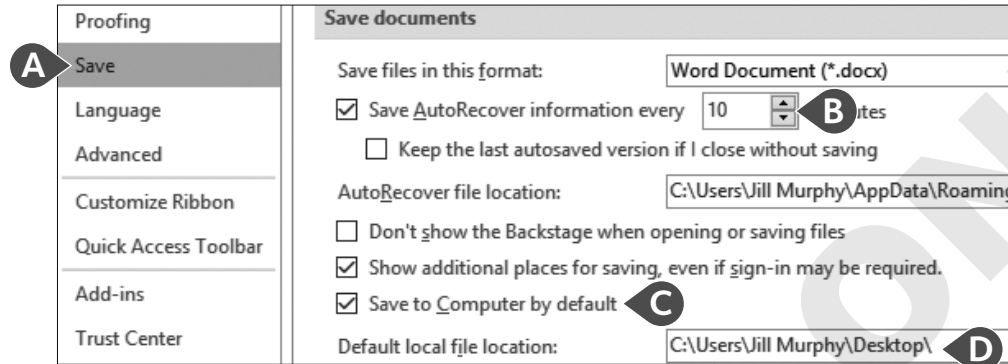 Proofing
Save
Language
Advanced
Customize Ribbon
Quick Access Toolbar
Add-ins
Trust Center
Save documents
Save files in this format: Word Document (*.docx)
Save AutoRecover information every 10 utes
Keep the last autosaved version if I close without saving
AutoRecover file location: C:\Users\Jill Murphy\AppData\Roaming
Don't show the Backstage when opening or saving files
Show additional places for saving, even if sign-in may be required.
Save to Computer by default
Default local file location: C:\Users\Jill Murphy\Desktop\
A
B
C
D
ON